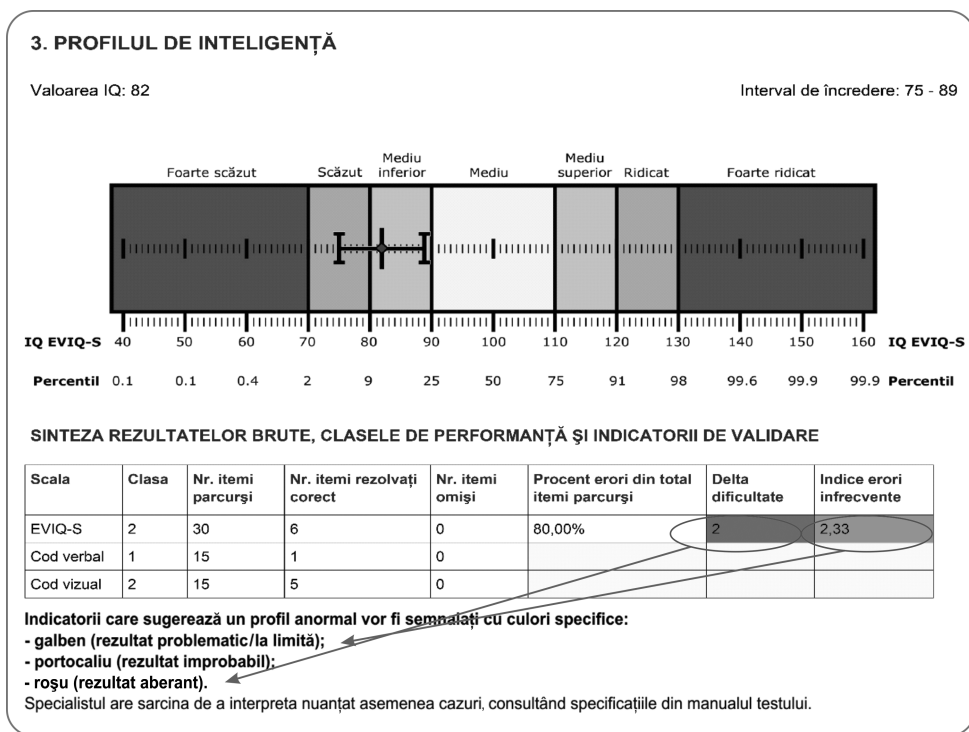 3. PROFILUL DE INTELIGENȚĂ
Valoarea IQ: 82
Interval de încredere: 75 - 89
Foarte scăzut
Scăzut
Mediu
inferior
Mediu
Mediu
superior
Ridicat
Foarte ridicat
IQ EVIQ-S 40 50 60 70 80 90 100 110 120 130 140 150 160 IQ EVIQ-S
Percentil 0.1 0.1 0.4 2 9 25 50 75 91 98 99.6 99.9 99.9 Percentil
SINTEZA REZULTATELOR BRUTE, CLASELE DE PERFORMANȚĂ ŞI INDICATORII DE VALIDARE
Scala Clasa Nr. itemi Nr. itemi rezolvați Nr. itemi Procent erori din total Delta Indice erori
parcurşi corect omişi itemi parcurşi dificultate infrecvente
EVIQ-S 2 30 6 0 80,00% 2 2,33
Cod verbal 1 15 1 0
Cod vizual 2 15 5 0
Indicatorii care sugerează un profil anormal vor fi semnalați cu culori specifice:
- galben (rezultat problematic/la limită);
- portocaliu (rezultat improbabil);
- roşu (rezultat aberant).
Specialistul are sarcina de a interpreta nuanțat asemenea cazuri, consultând specificațiile din manualul testului.